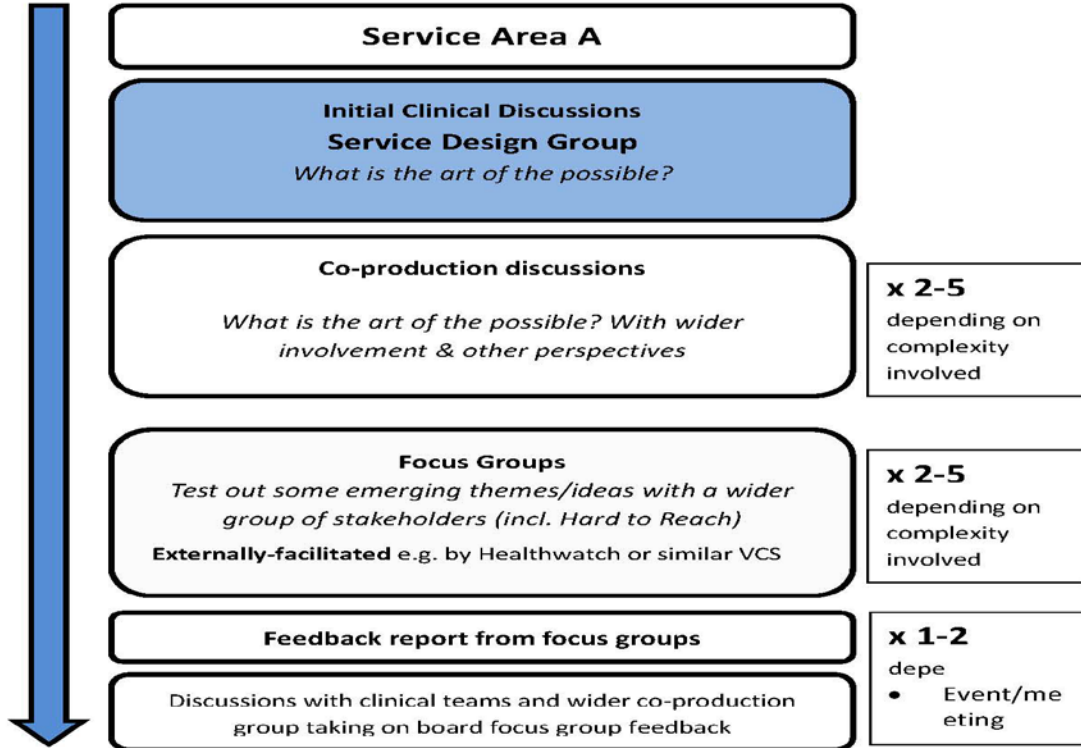 Service Area A
Initial Clinical Discussions
Service Design Group
What is the art of the possible?
Co-production discussions
What is the art of the possible? With wider
involvement & other perspectives
x 2-5
depending on
complexity
involved
Focus Groups
Test out some emerging themes/ideas with a wider
group of stakeholders (incl. Hard to Reach)
Externally-facilitated e.g. by Healthwatch or similar VCS
x 2-5
depending on
complexity
involved
Feedback report from focus groups
Discussions with clinical teams and wider co-production
group taking on board focus group feedback
x 1-2
depe
• Event/me
eting